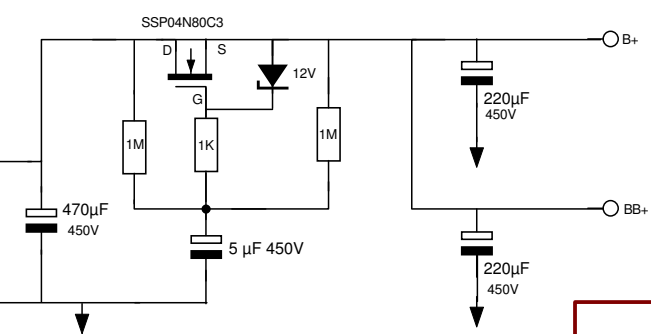 SSP04N80C3
D S
B+
12V
G
220µF
450V
1M
1K
1M
470µF
450V
BB+
5 µF 450V
220µF
450V